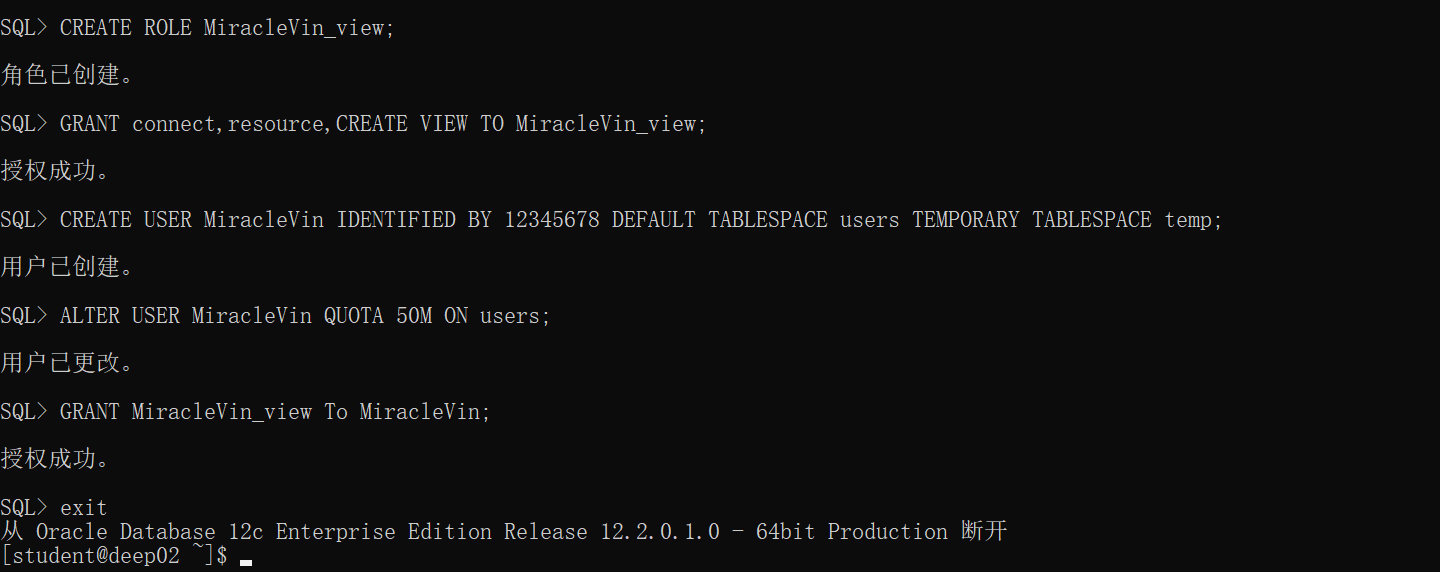 SQL> CREATE ROLE MiracleVin_view;
角色已创建。
SQL> GRANT connect,resource,CREATE VIEW TO MiracleVin_view;
授权成功。
SQL> CREATE USER MiracleVin IDENTIFIED BY 12345678 DEFAULT TABLESPACE users TEMPORARY TABLESPACE temp;
用户已创建。
SQL> ALTER USER MiracleVin QUOTA 50M ON users;
用户已更改。
SQL> GRANT MiracleVin_view To MiracleVin;
授权成功。
SQL> exit
从 Oracle Database 12c Enterprise Edition Release 12.2.0.1.0 - 64bit Production 断开
[student@deep02 ~]$